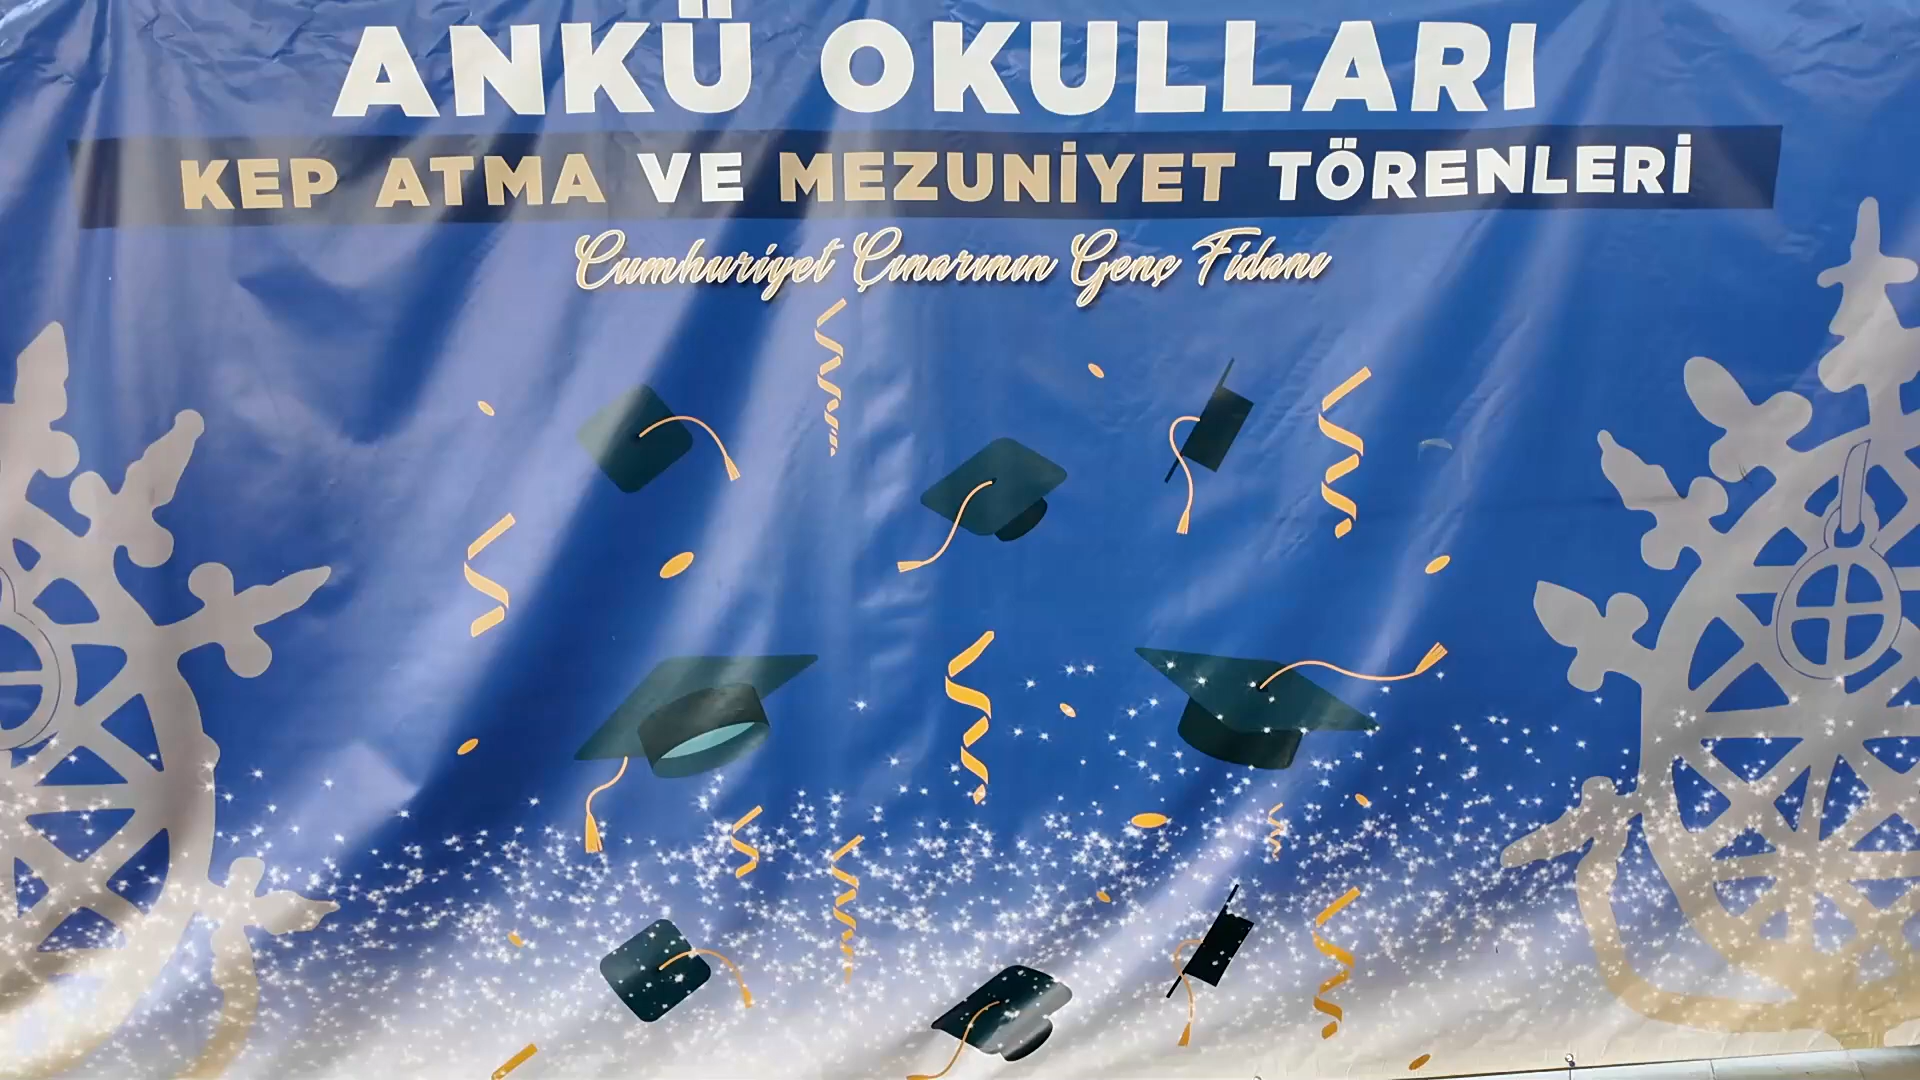 ANKÜ OKULLARI
KEP ATMA VE MEZUNİYET TÖRENLERİ
Cumhuriyet Çınarının Genç Fidanı